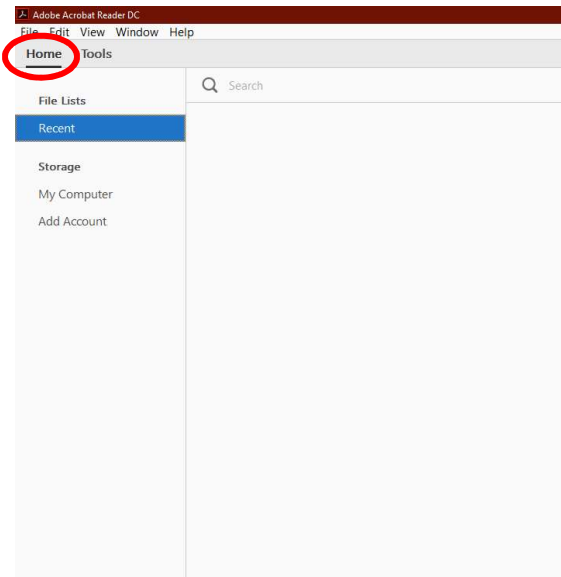 Adobe Acrobat Reader DC
File Edit View Window Help
Home Tools
Search
File Lists
Recent
Storage
My Computer
Add Account